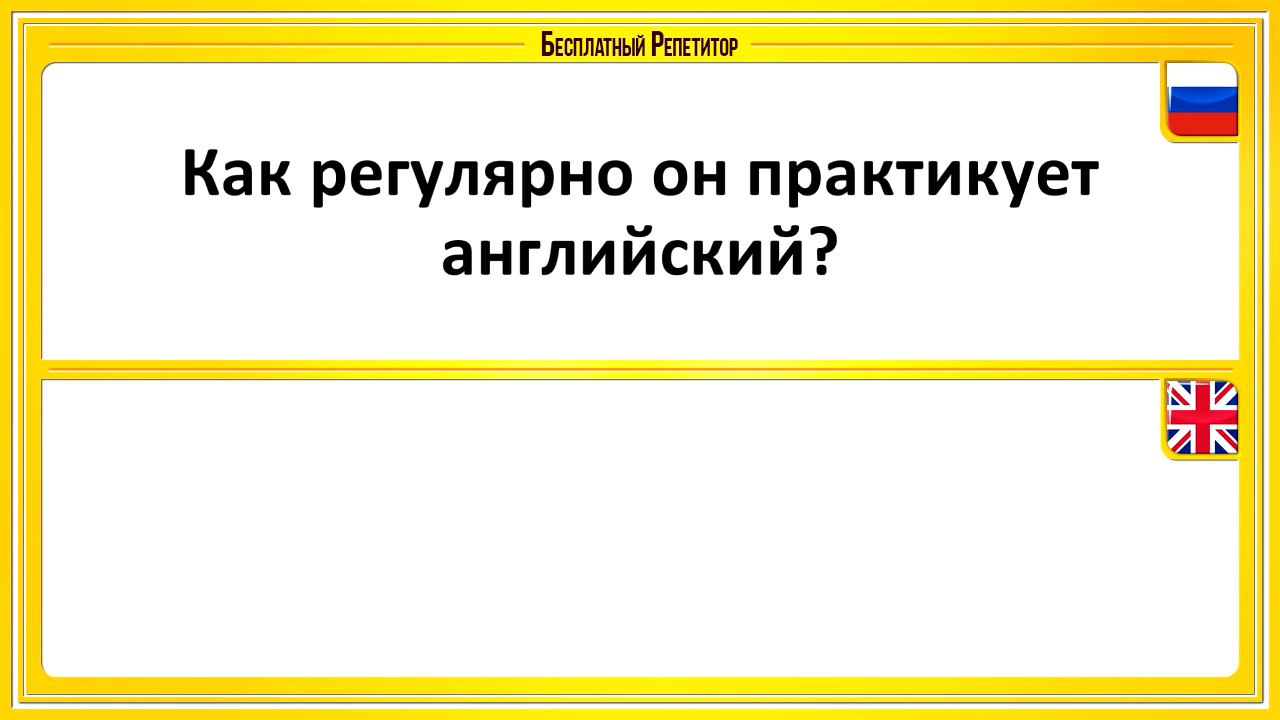 Бесплатный Репетитор
Как регулярно он практикует
английский?